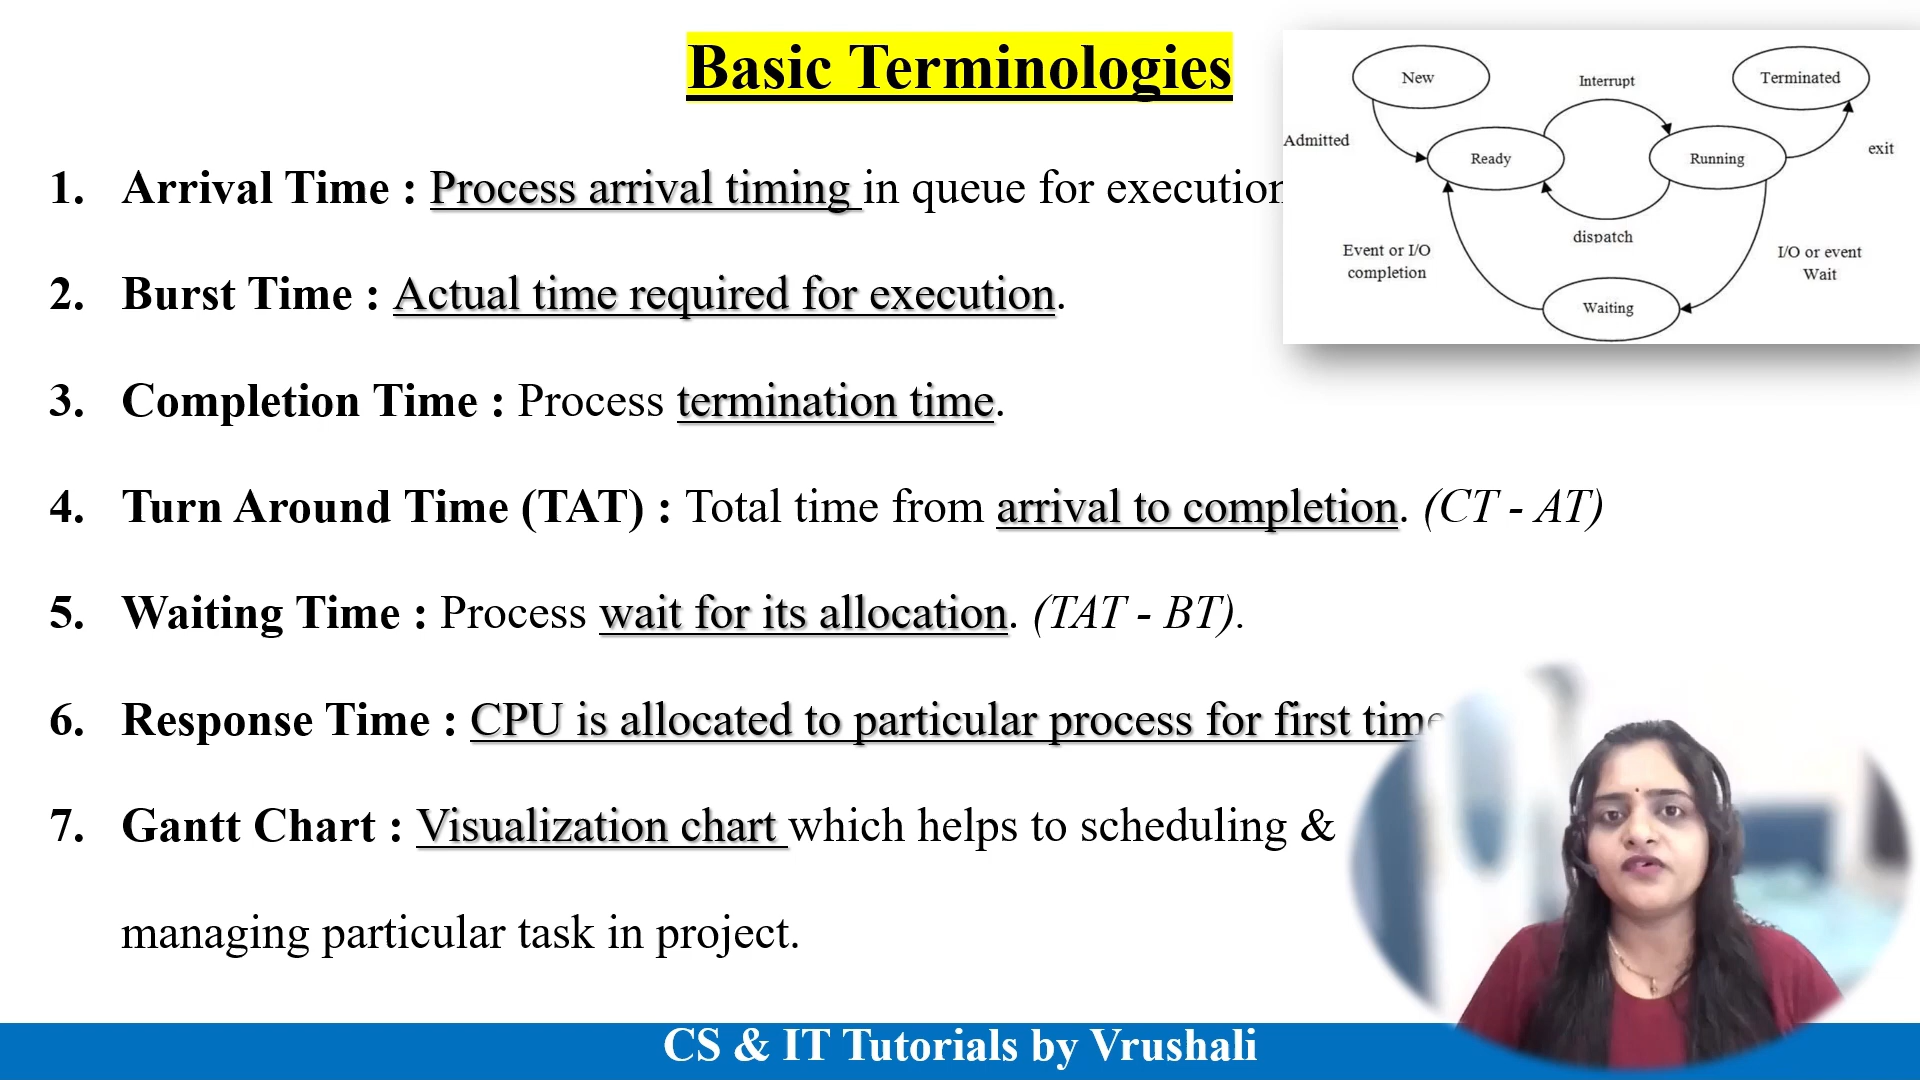 Basic Terminologies
1. Arrival Time : Process arrival timing in queue for execution
2. Burst Time : Actual time required for execution.
3. Completion Time : Process termination time.
4. Turn Around Time (TAT) : Total time from arrival to completion. (CT - AT)
5. Waiting Time : Process wait for its allocation. (TAT - BT).
6. Response Time : CPU is allocated to particular process for first time
7. Gantt Chart : Visualization chart which helps to scheduling &
managing particular task in project.
New
Interrupt
Terminated
Admitted
Ready
Running
exit
dispatch
Event or I/O
completion
I/O or event
Wait
Waiting
CS & IT Tutorials by Vrushali